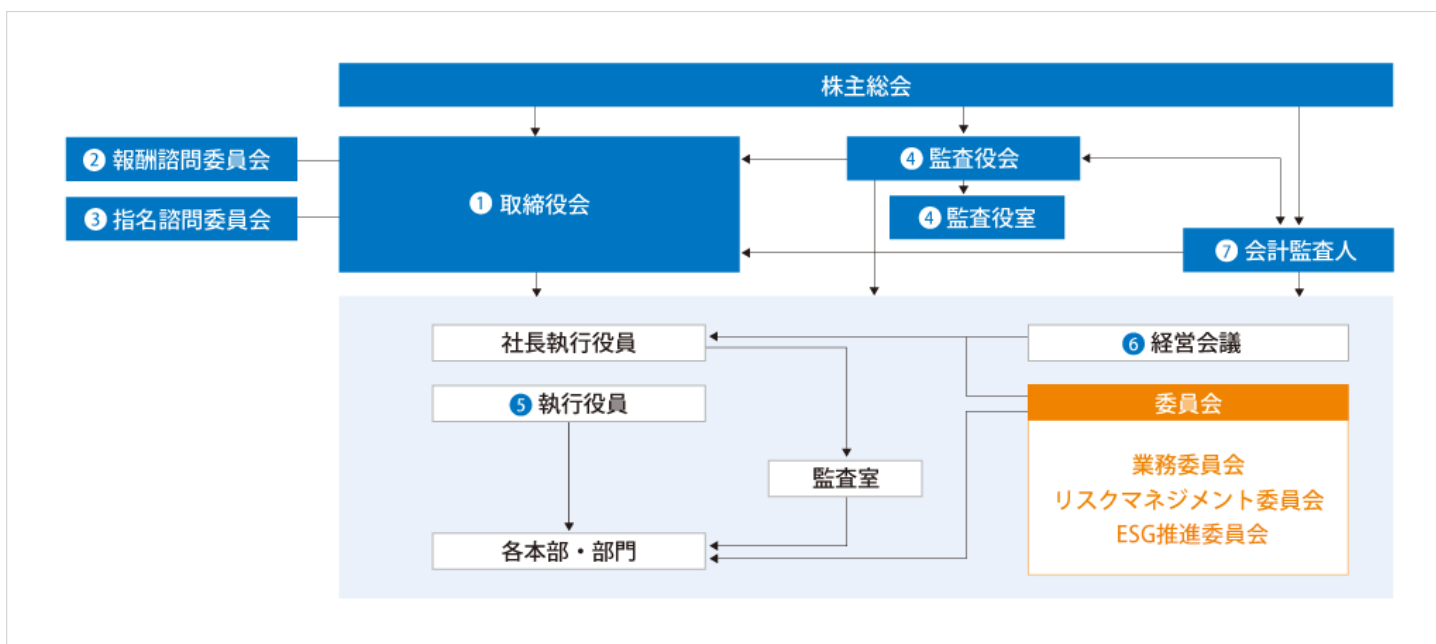 株主総会
② 報酬諮問委員会
③ 指名諮問委員会
① 取締役会
④ 監査役会
④ 監査役室
⑦ 会計監査人
社長執行役員
⑥ 経営会議
⑤ 執行役員
委員会
監査室
業務委員会
リスクマネジメント委員会
ESG推進委員会
各本部・部門